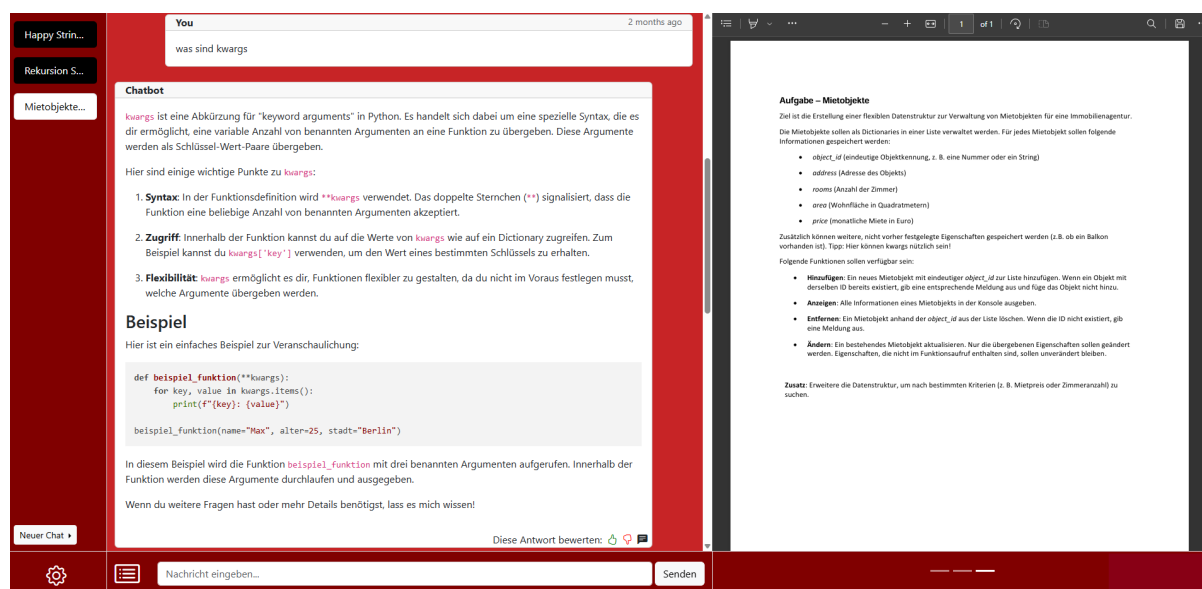 Happy Strin...
Rekursion S...
Mietobjekte...
Neuer Chat
You
2 months ago
was sind kwargs
Chatbot
kwargs ist eine Abkürzung für "keyword arguments" in Python. Es handelt sich dabei um eine spezielle Syntax, die es
dir ermöglicht, eine variable Anzahl von benannten Argumenten an eine Funktion zu übergeben. Diese Argumente
werden als Schlüssel-Wert-Paare übergeben.
Hier sind einige wichtige Punkte zu kwargs:
1. Syntax: In der Funktionsdefinition wird **kwargs verwendet. Das doppelte Sternchen (**) signalisiert, dass die
Funktion eine beliebige Anzahl von benannten Argumenten akzeptiert.
2. Zugriff: Innerhalb der Funktion kannst du auf die Werte von kwargs wie auf ein Dictionary zugreifen. Zum
Beispiel kannst du kwargs['key'] verwenden, um den Wert eines bestimmten Schlüssels zu erhalten.
3. Flexibilität: kwargs ermöglicht es dir, Funktionen flexibler zu gestalten, da du nicht im Voraus festlegen musst,
welche Argumente übergeben werden.
Beispiel
Hier ist ein einfaches Beispiel zur Veranschaulichung:
def beispiel_funktion(**kwargs):
    for key, value in kwargs.items():
        print(f"{key}: {value}")
beispiel_funktion(name="Max", alter=25, stadt="Berlin")
In diesem Beispiel wird die Funktion beispiel_funktion mit drei benannten Argumenten aufgerufen. Innerhalb der
Funktion werden diese Argumente durchlaufen und ausgegeben.
Wenn du weitere Fragen hast oder mehr Details benötigst, lass es mich wissen!
Diese Antwort bewerten:
Nachricht eingeben...
Senden
1 of 1
Aufgabe – Mietobjekte
Ziel ist die Erstellung einer flexiblen Datenstruktur zur Verwaltung von Mietobjekten für eine Immobilienagentur.
Die Mietobjekte sollen als Dictionaries in einer Liste verwaltet werden. Für jedes Mietobjekt sollen folgende
Informationen gespeichert werden:
• object_id (eindeutige Objektkennung, z. B. eine Nummer oder ein String)
• address (Adresse des Objekts)
• rooms (Anzahl der Zimmer)
• area (Wohnfläche in Quadratmetern)
• price (monatliche Miete in Euro)
Zusätzlich können weitere, nicht vorher festgelegte Eigenschaften gespeichert werden (z.B. ob ein Balkon
vorhanden ist). Tipp: Hier können kwargs nützlich sein!
Folgende Funktionen sollen verfügbar sein:
• Hinzufügen: Ein neues Mietobjekt mit eindeutiger object_id zur Liste hinzufügen. Wenn ein Objekt mit
derselben ID bereits existiert, gib eine entsprechende Meldung aus und füge das Objekt nicht hinzu.
• Anzeigen: Alle Informationen eines Mietobjekts in der Konsole ausgeben.
• Entfernen: Ein Mietobjekt anhand der object_id aus der Liste löschen. Wenn die ID nicht existiert, gib
eine Meldung aus.
• Ändern: Ein bestehendes Mietobjekt aktualisieren. Nur die übergebenen Eigenschaften sollen geändert
werden. Eigenschaften, die nicht im Funktionsaufruf enthalten sind, sollen unverändert bleiben.
Zusatz: Erweitere die Datenstruktur, um nach bestimmten Kriterien (z. B. Mietpreis oder Zimmeranzahl) zu
suchen.